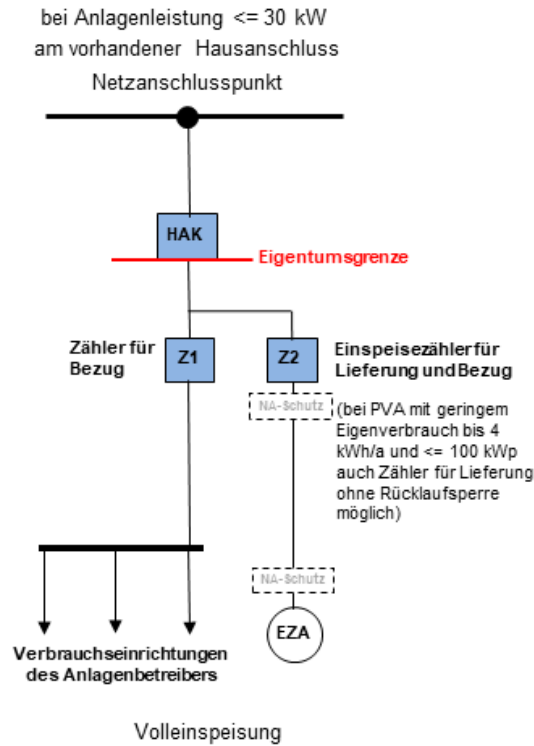 bei Anlagenleistung <= 30 kW
am vorhandener Hausanschluss
Netzanschlusspunkt
HAK
Eigentumsgrenze
Zähler für
Bezug
Z1
Z2
Einspeisezähler für
Lieferung und Bezug
NA-Schutz
(bei PVA mit geringem
Eigenverbrauch bis 4
kWh/a und <= 100 kWp
auch Zähler für Lieferung
ohne Rücklaufsperre
möglich)
NA-Schutz
EZA
Verbrauchseinrichtungen
des Anlagenbetreibers
Volleinspeisung